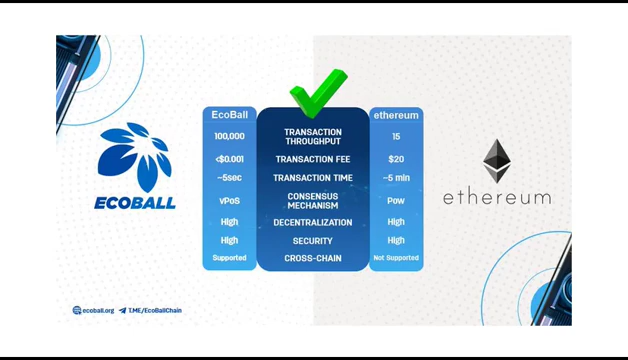 EcoBall
ethereum
100,000
TRANSACTION
THROUGHPUT
15
<$0.001
TRANSACTION FEE
$20
~5sec
TRANSACTION TIME
~5 min
vPoS
CONSENSUS
MECHANISM
Pow
High
DECENTRALIZATION
High
High
SECURITY
High
Supported
CROSS-CHAIN
Not Supported
ECOBALL
ethereum
ecoball.org
T.ME/EcoBallChain